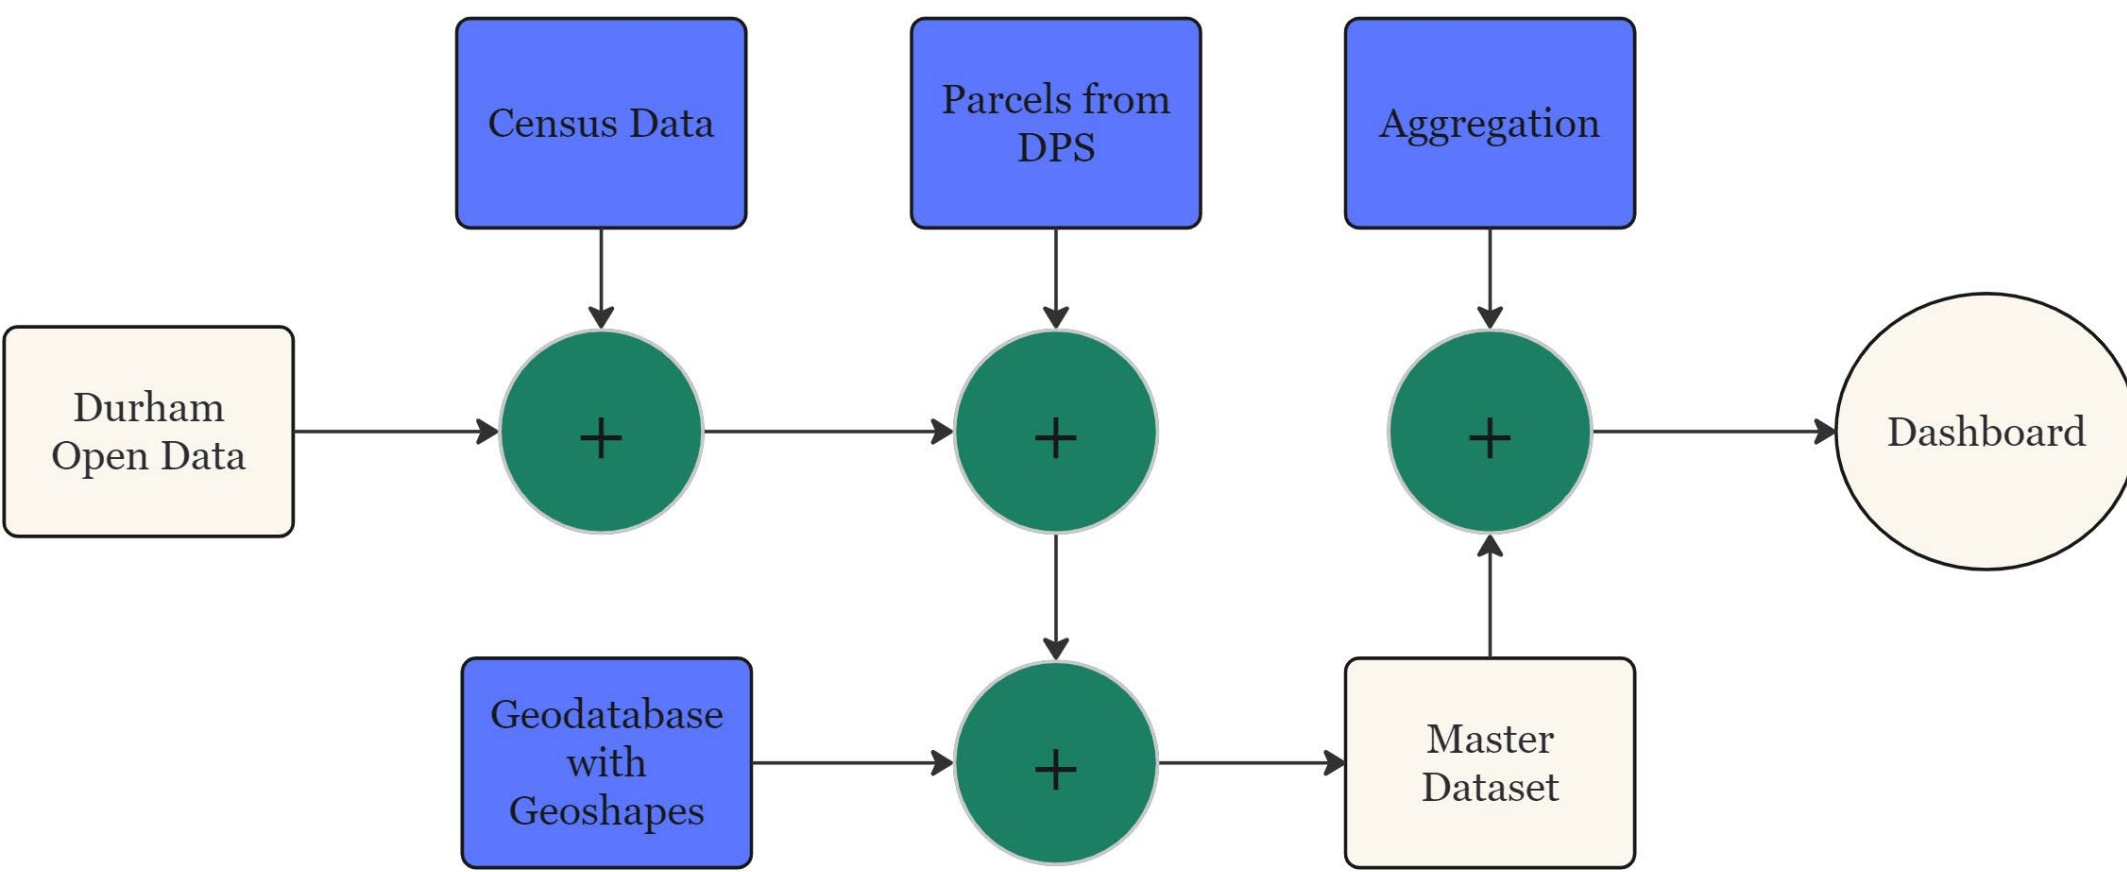 Census Data
Parcels from
DPS
Aggregation
Durham
Open Data
+
+
+
Dashboard
Geodatabase
with
Geoshapes
+
Master
Dataset